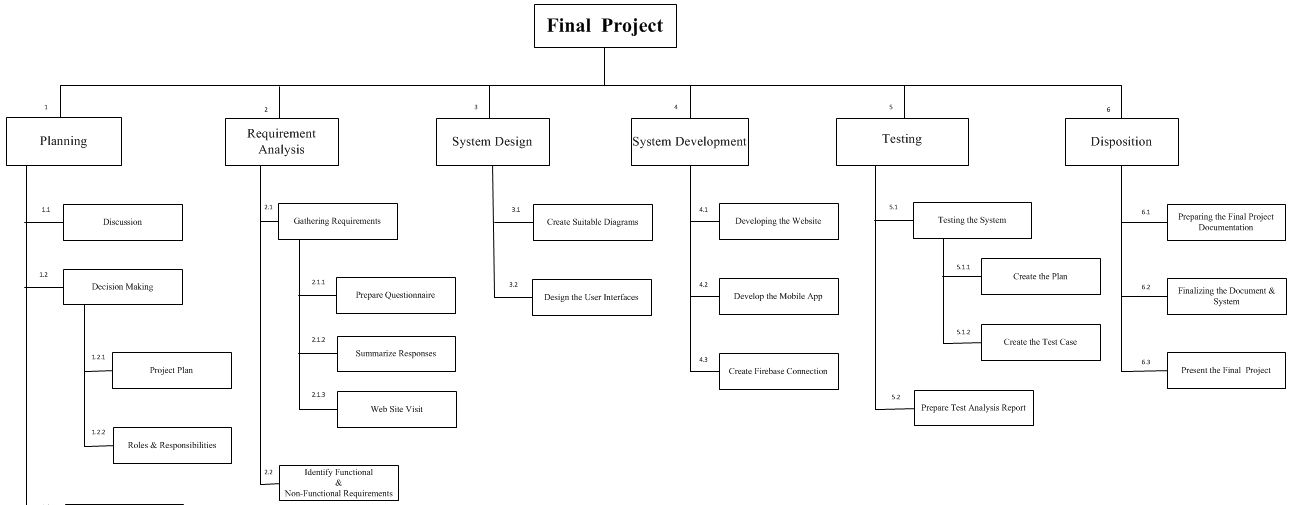 Final Project
1
2
3
4
5
6
Planning
Requirement
Analysis
System Design
System Development
Testing
Disposition
1.1
Discussion
1.2
Decision Making
1.2.1
Project Plan
1.2.2
Roles & Responsibilities
2.1
Gathering Requirements
2.1.1
Prepare Questionnaire
2.1.2
Summarize Responses
2.1.3
Web Site Visit
2.2
Identify Functional
&
Non-Functional Requirements
3.1
Create Suitable Diagrams
3.2
Design the User Interfaces
4.1
Developing the Website
4.2
Develop the Mobile App
4.3
Create Firebase Connection
5.1
Testing the System
5.1.1
Create the Plan
5.1.2
Create the Test Case
5.2
Prepare Test Analysis Report
6.1
Preparing the Final Project
Documentation
6.2
Finalizing the Document &
System
6.3
Present the Final Project